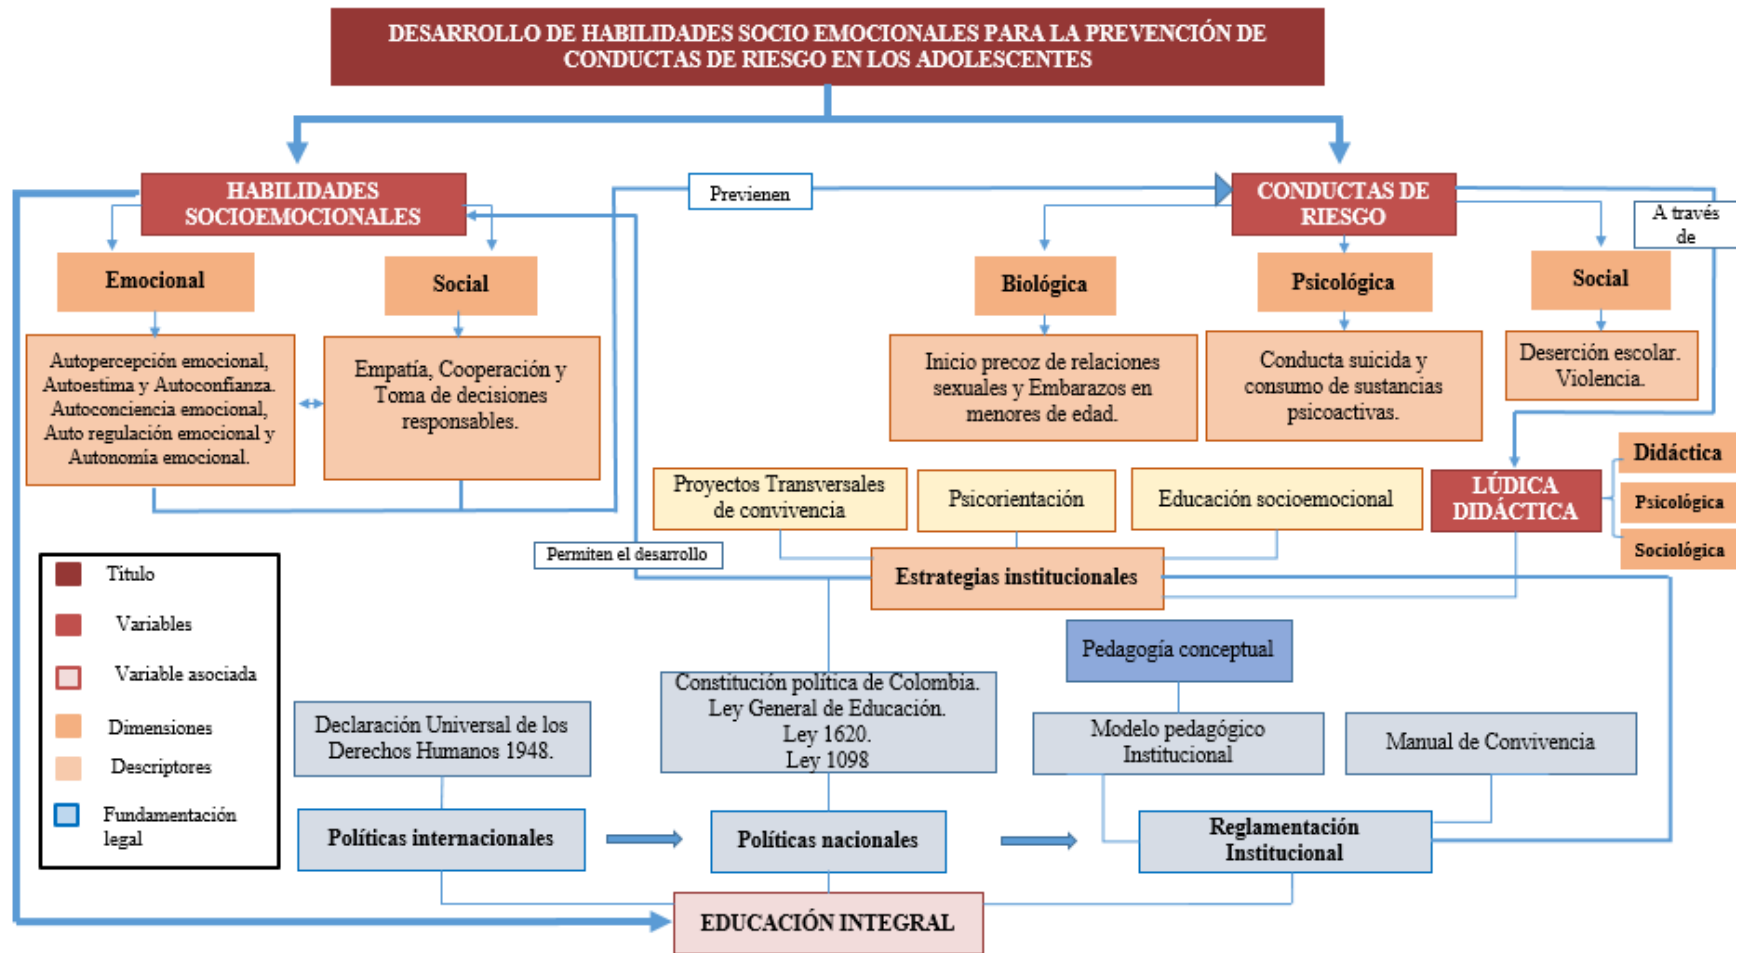 DESARROLLO DE HABILIDADES SOCIO EMOCIONALES PARA LA PREVENCIÓN DE
CONDUCTAS DE RIESGO EN LOS ADOLESCENTES
HABILIDADES
SOCIOEMOCIONALES
Previenen
CONDUCTAS DE
RIESGO
A través
de
Emocional
Social
Biológica
Psicológica
Social
Autopercepción emocional,
Autoestima y Autoconfianza.
Autoconciencia emocional,
Auto regulación emocional y
Autonomía emocional.
Empatía, Cooperación y
Toma de decisiones
responsables.
Inicio precoz de relaciones
sexuales y Embarazos en
menores de edad.
Conducta suicida y
consumo de sustancias
psicoactivas.
Deserción escolar.
Violencia.
Proyectos Transversales
de convivencia
Psicorientación
Educación socioemocional
LÚDICA
DIDÁCTICA
Didáctica
Psicológica
Sociológica
Permiten el desarrollo
Estrategias institucionales
Titulo
Variables
Variable asociada
Dimensiones
Descriptores
Fundamentación
legal
Pedagogía conceptual
Declaración Universal de los
Derechos Humanos 1948.
Constitución política de Colombia.
Ley General de Educación.
Ley 1620.
Ley 1098
Modelo pedagógico
Institucional
Manual de Convivencia
Políticas internacionales
Políticas nacionales
Reglamentación
Institucional
EDUCACIÓN INTEGRAL